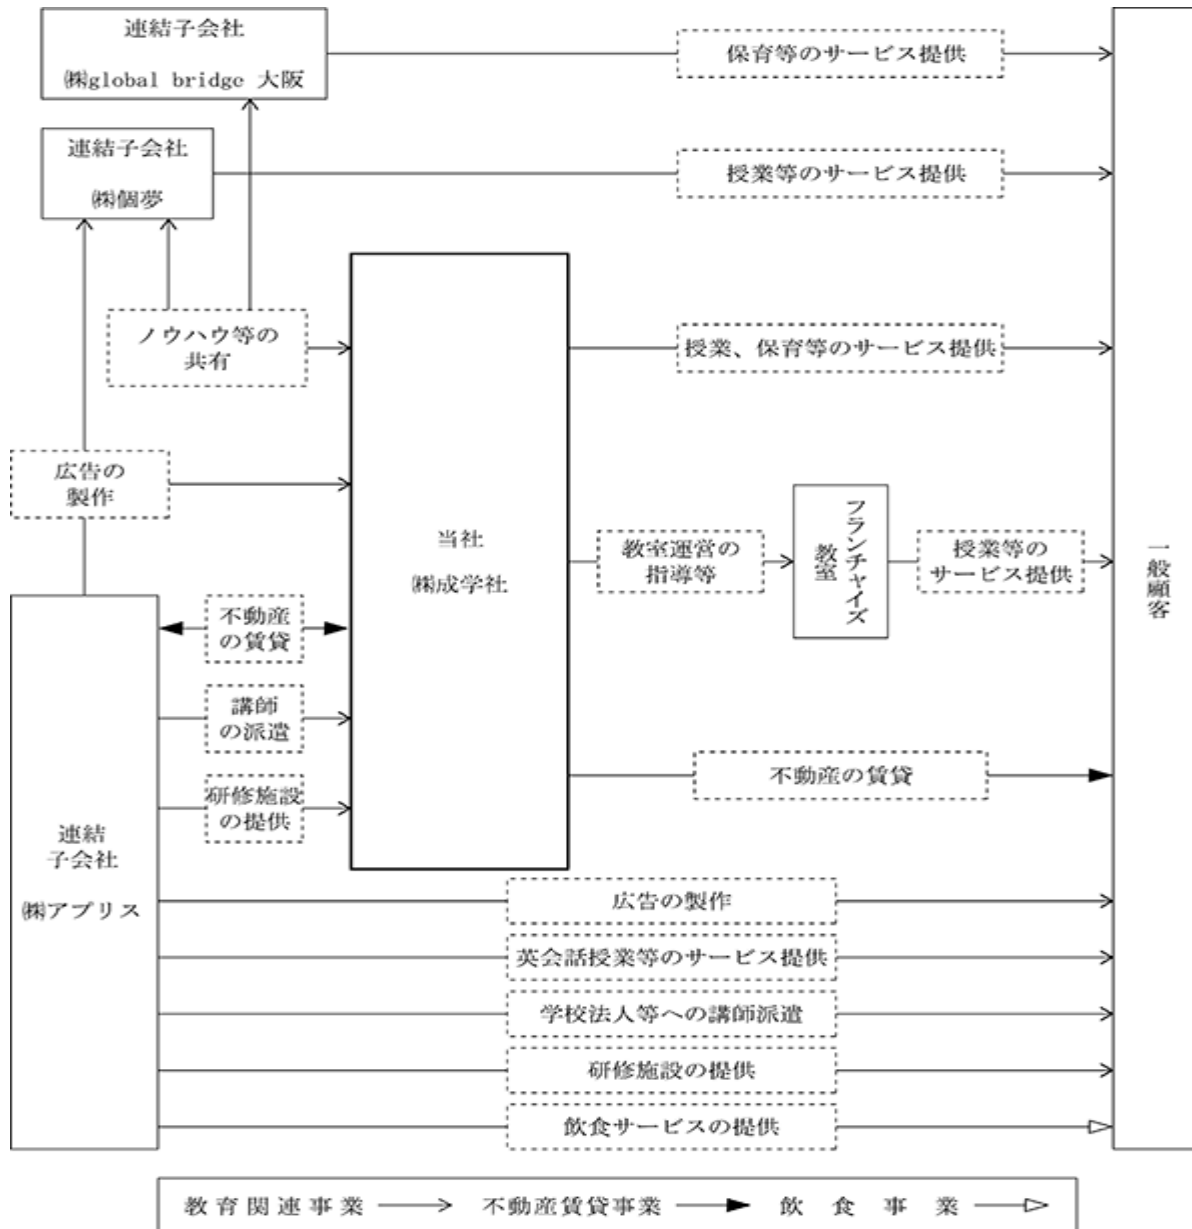 連結子会社
㈱global bridge 大阪
保育等のサービス提供
連結子会社
㈱個夢
授業等のサービス提供
ノウハウ等の
共有
授業、保育等のサービス提供
広告の
製作
当社
㈱成学社
教室運営の
指導等
フランチャイズ
教室
授業等の
サービス提供
一般顧客
不動産
の賃貸
講師
の派遣
研修施設
の提供
不動産の賃貸
連結
子会社
㈱アプリス
広告の製作
英会話授業等のサービス提供
学校法人等への講師派遣
研修施設の提供
飲食サービスの提供
教育関連事業 不動産賃貸事業 飲食事業